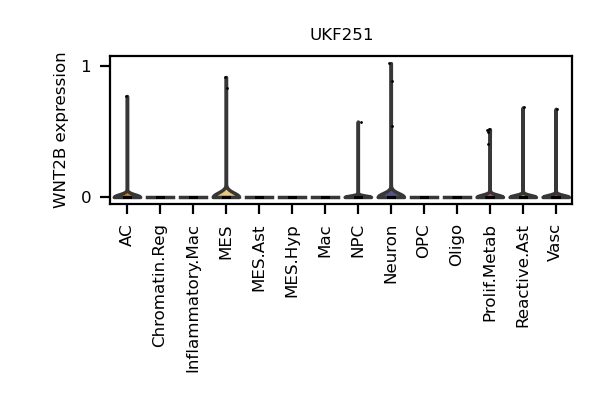 UKF251
WNT2B expression
1
0
AC
Chromatin.Reg
Inflammatory.Mac
MES
MES.Ast
MES.Hyp
Mac
NPC
Neuron
OPC
Oligo
Prolif.Metab
Reactive.Ast
Vasc